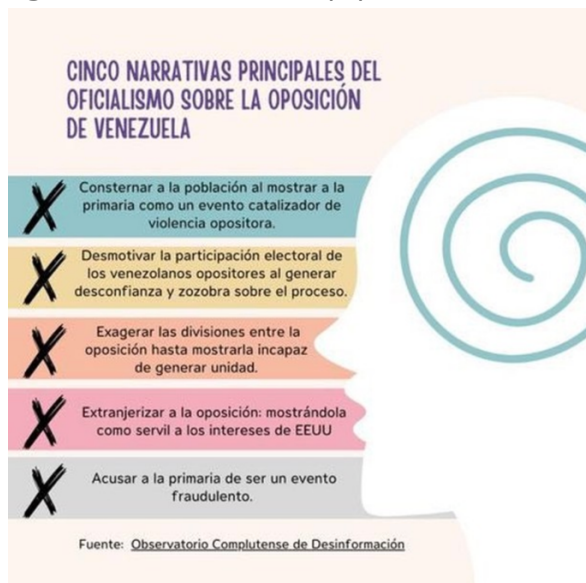 CINCO NARRATIVAS PRINCIPALES DEL
OFICIALISMO SOBRE LA OPOSICIÓN
DE VENEZUELA
Consternar a la población al mostrar a la
primaria como un evento catalizador de
violencia opositora.
Desmotivar la participación electoral de
los venezolanos opositores al generar
desconfianza y zozobra sobre el proceso.
Exagerar las divisiones entre la
oposición hasta mostrarla incapaz
de generar unidad.
Extranjerizar a la oposición: mostrándola
como servil a los intereses de EEUU
Acusar a la primaria de ser un evento
fraudulento.
Fuente: Observatorio Complutense de Desinformación